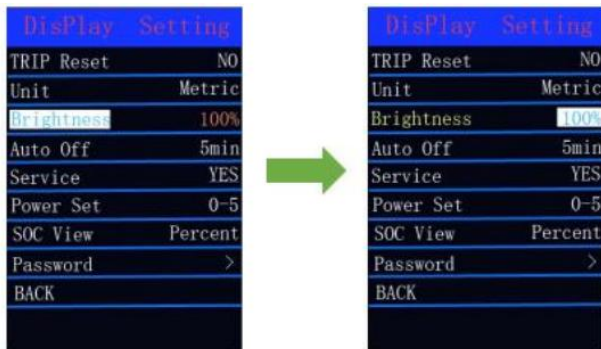 DisPlay Setting
TRIP Reset NO
Unit Metric
Brightness 100%
Auto Off 5min
Service YES
Power Set 0-5
SOC View Percent
Password >
BACK
DisPlay Setting
TRIP Reset NO
Unit Metric
Brightness 100%
Auto Off 5min
Service YES
Power Set 0-5
SOC View Percent
Password >
BACK